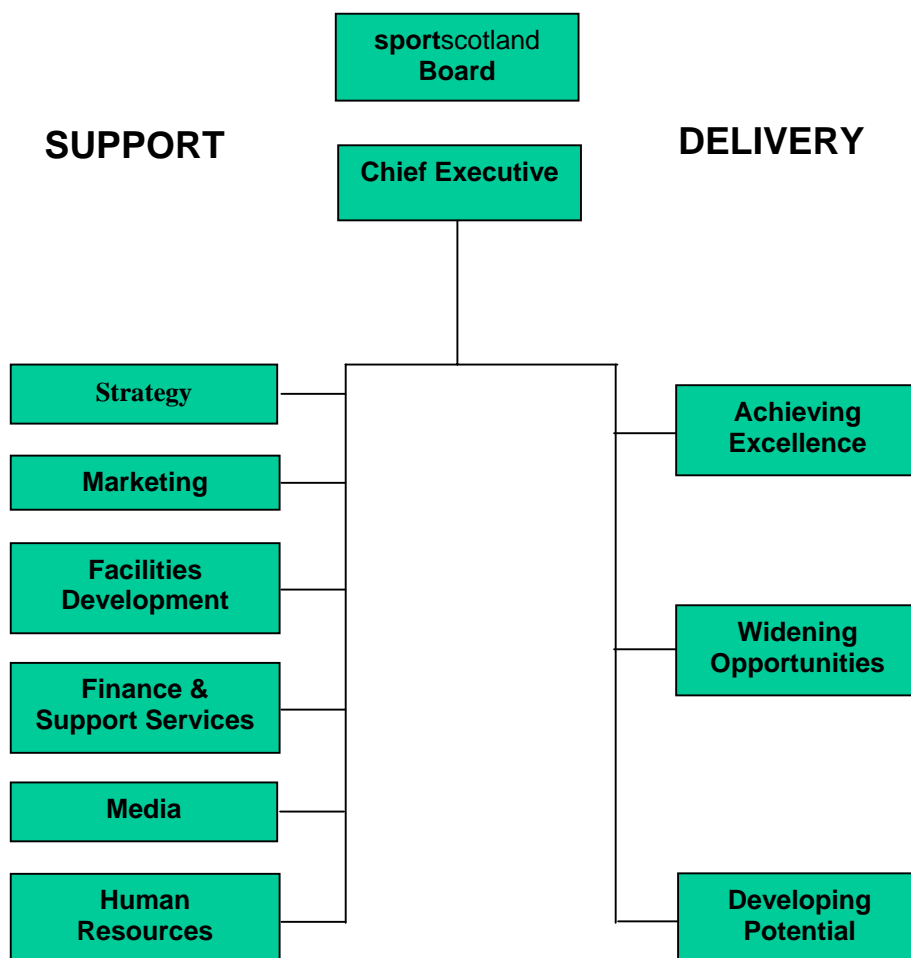 sportscotland
Board
SUPPORT
DELIVERY
Chief Executive
Strategy
Marketing
Facilities
Development
Finance &
Support Services
Media
Human
Resources
Achieving
Excellence
Widening
Opportunities
Developing
Potential